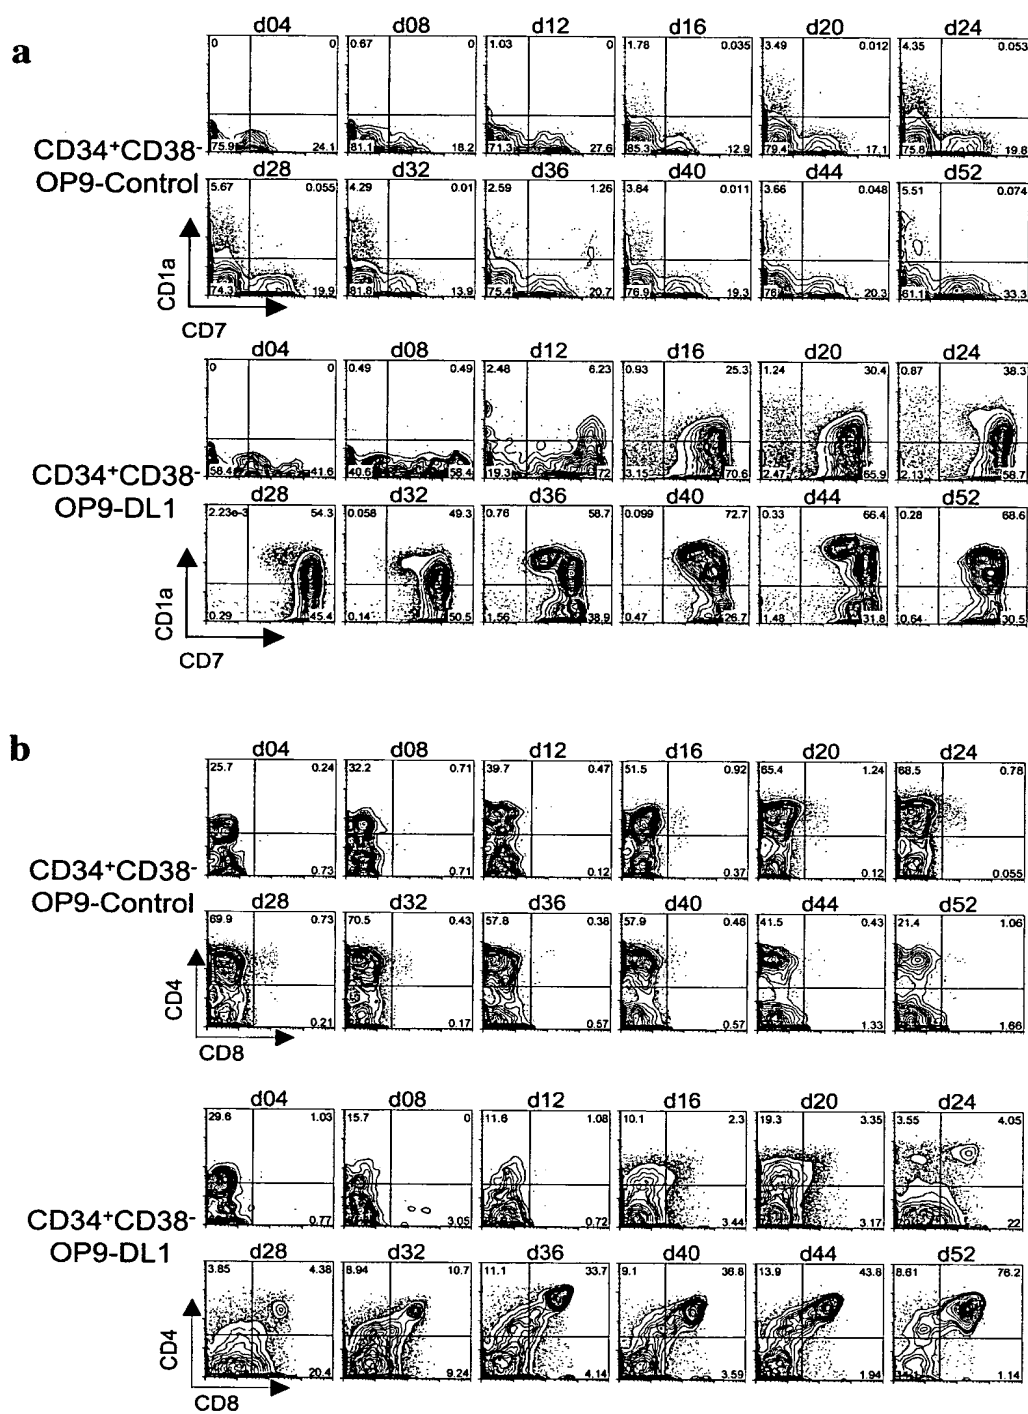 a
d04 d08 d12 d16 d20 d24
0 0 0.67 0 1.03 0 1.78 0.035 3.49 0.012 4.35 0.053
CD34+CD38-
OP9-Control
75.9 24.1 81.1 18.2 71.3 27.6 85.3 12.9 79.4 17.1 75.8 19.8
d28 d32 d36 d40 d44 d52
5.67 0.055 4.29 0.01 2.59 1.26 3.84 0.011 3.66 0.048 5.51 0.074
CD1a
74.3 19.9 81.8 13.9 75.4 20.7 76.9 19.3 76 20.3 61.1 33.3
CD7
d04 d08 d12 d16 d20 d24
0 0 0.49 0.49 2.48 6.23 0.93 25.3 1.24 30.4 0.87 38.3
CD34+CD38-
OP9-DL1
58.4 41.6 40.6 58.4 19.3 72 3.15 70.6 2.47 65.9 2.13 58.7
d28 d32 d36 d40 d44 d52
2.23e-3 54.3 0.058 49.3 0.76 58.7 0.099 72.7 0.33 66.4 0.28 68.6
CD1a
0.29 45.4 0.14 50.5 1.56 38.9 0.47 26.7 1.48 31.8 0.64 30.5
CD7
b
d04 d08 d12 d16 d20 d24
25.7 0.24 32.2 0.71 39.7 0.47 51.5 0.92 65.4 1.24 68.5 0.78
CD34+CD38-
OP9-Control
0.73 0.71 0.12 0.37 0.12 0.055
d28 d32 d36 d40 d44 d52
69.9 0.73 70.5 0.43 57.8 0.38 57.9 0.46 41.5 0.43 21.4 1.06
CD4
0.21 0.17 0.57 0.57 1.33 1.66
CD8
d04 d08 d12 d16 d20 d24
29.6 1.03 15.7 0 11.6 1.08 10.1 2.3 19.3 3.35 3.55 4.05
CD34+CD38-
OP9-DL1
0.77 3.05 0.72 3.44 3.17 22
d28 d32 d36 d40 d44 d52
3.85 4.38 8.94 10.7 11.1 33.7 9.1 36.8 13.9 43.8 8.61 76.2
CD4
20.4 9.24 4.14 3.59 1.94 1.14
CD8